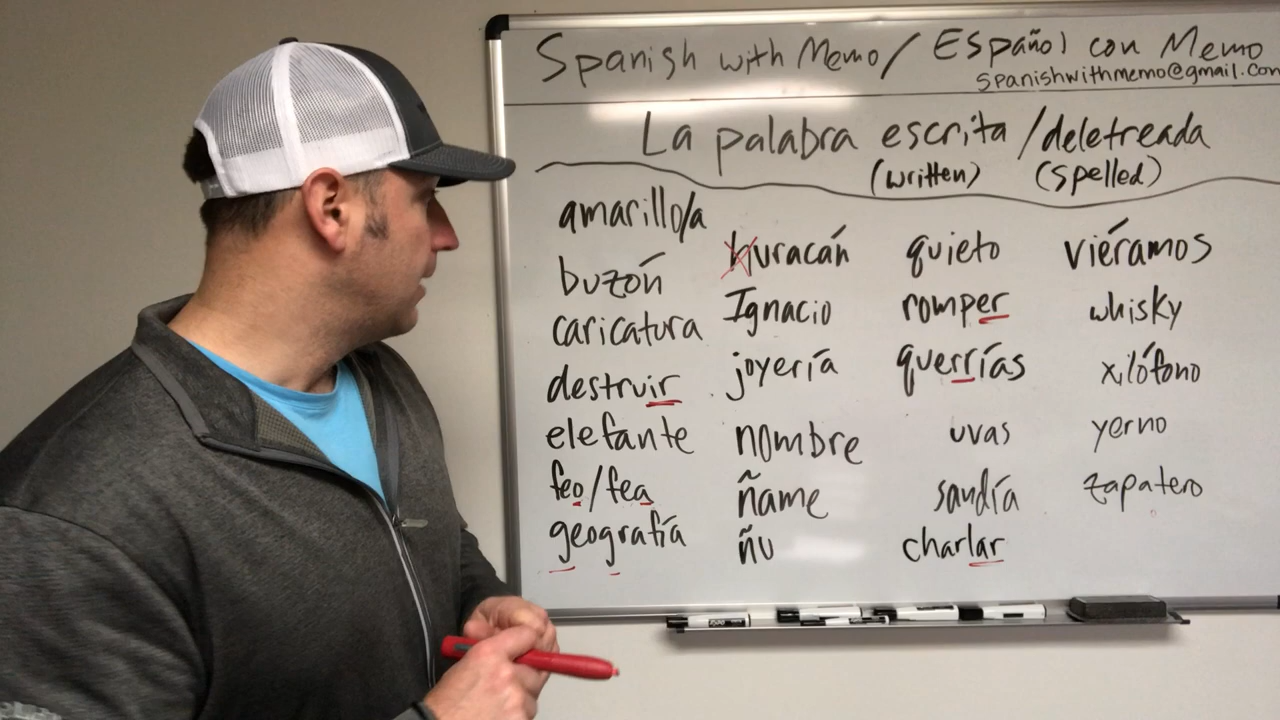 Spanish with Memo / Español con Memo
spanishwithmemo@gmail.com
La palabra escrita / deletreada
(written) (spelled)
amarillo/a
buzón
caricatura
destruir
elefante
feo/fea
geografía
huracán
Ignacio
joyería
nombre
ñame
ñu
quieto
romper
querrías
uvas
sandía
charlar
viéramos
whisky
xilófono
yerno
zapatero